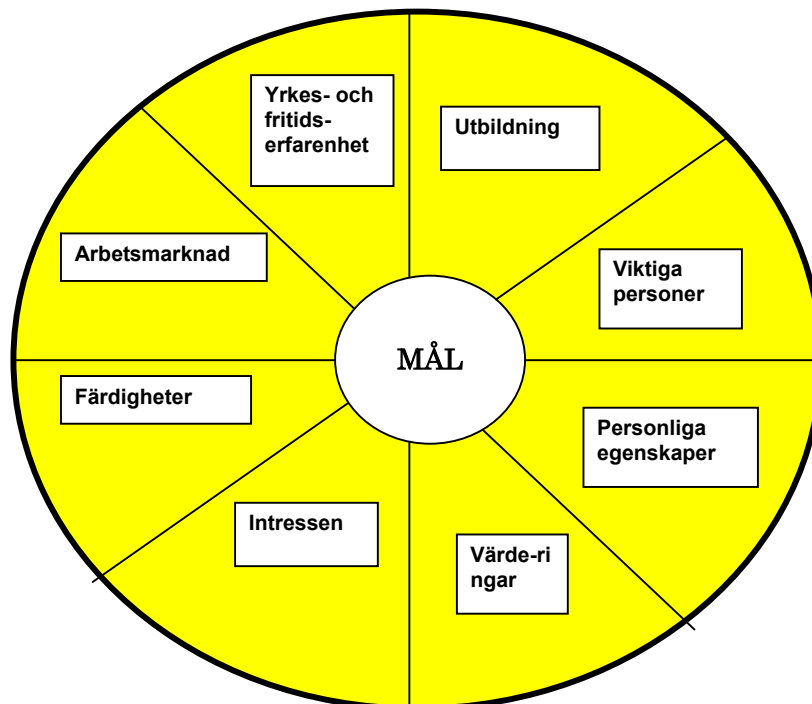 Yrkes- och
fritids-
erfarenhet
Utbildning
Arbetsmarknad
Viktiga
personer
MÅL
Färdigheter
Personliga
egenskaper
Intressen
Värde-ri
ngar